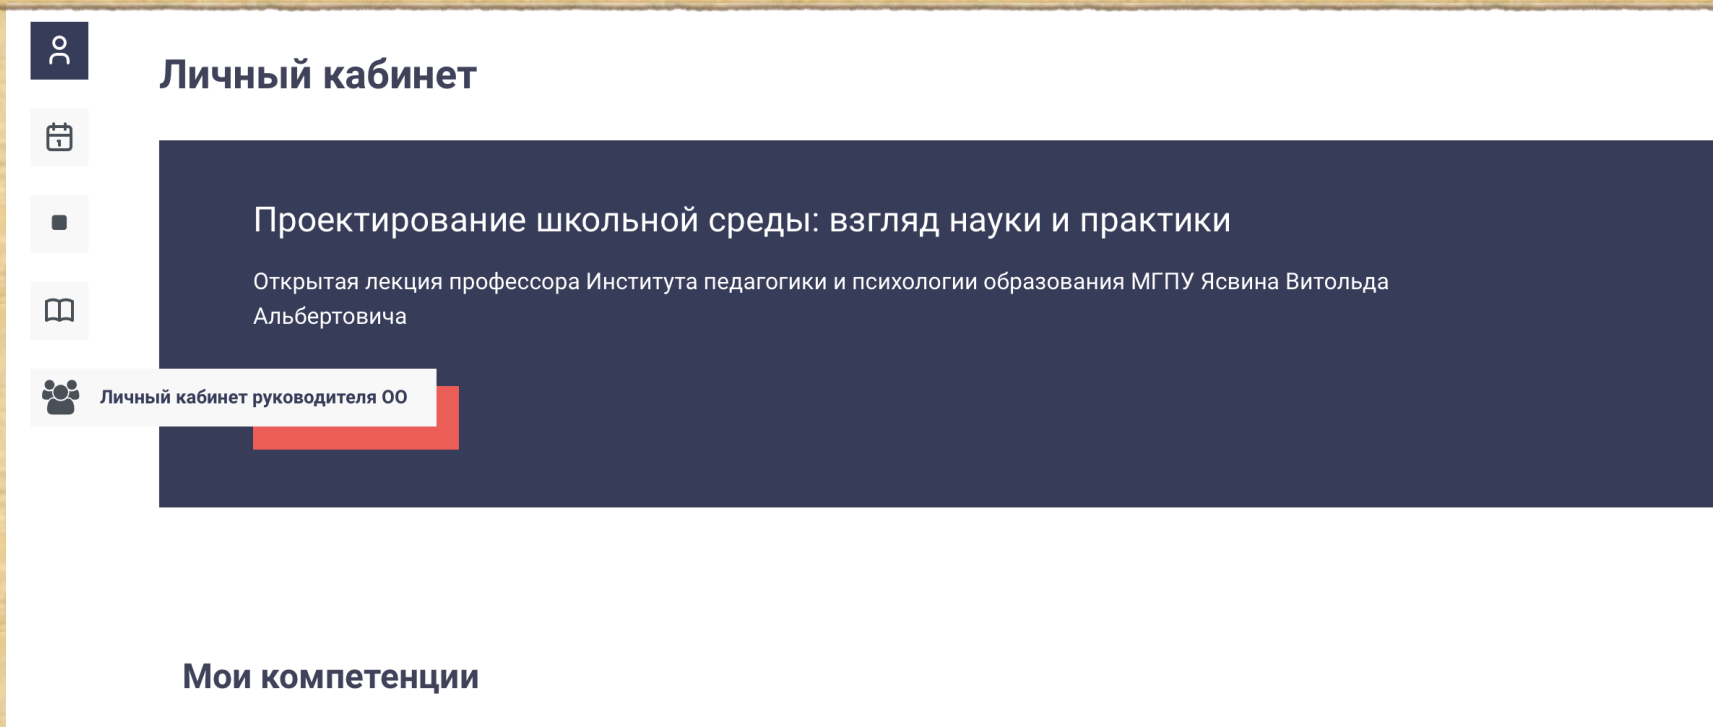 Личный кабинет
Проектирование школьной среды: взгляд науки и практики
Открытая лекция профессора Института педагогики и психологии образования МГПУ Ясвина Витольда
Альбертовича
Личный кабинет руководителя ОО
Мои компетенции